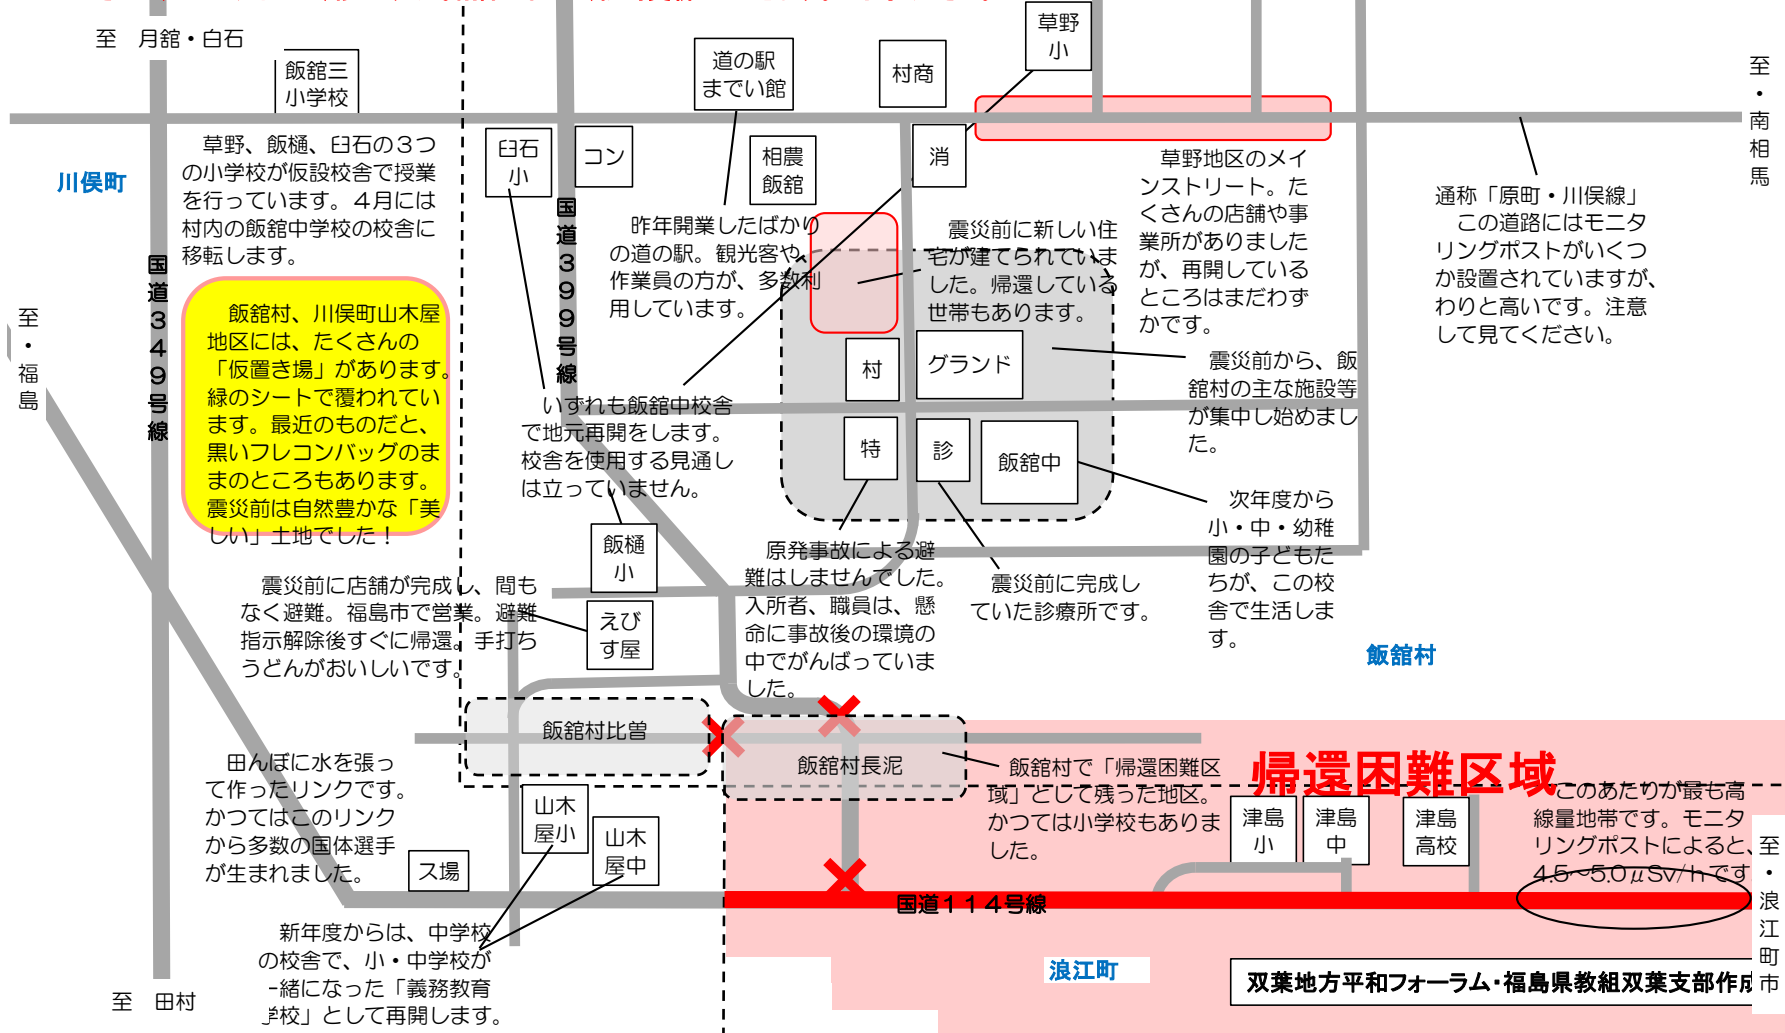 至　月舘・白石
飯舘三
小学校
道の駅
までい館
村商
草野
小
至・南相馬
臼石
小
コン
相農
飯舘
消
川俣町
草野、飯樋、臼石の３つ
の小学校が仮設校舎で授業
を行っています。４月には
村内の飯舘中学校の校舎に
移転します。
国道３４９号線
国道３９９号線
昨年開業したばかり
の道の駅。観光客や、
作業員の方が、多数利
用しています。
震災前に新しい住
宅が建てられていま
した。帰還している
世帯もあります。
草野地区のメイ
ンストリート。た
くさんの店舗や事
業所がありました
が、再開している
ところはまだわず
かです。
通称「原町・川俣線」
この道路にはモニタ
リングポストがいくつ
か設置されていますが、
わりと高いです。注意
して見てください。
至・福島
飯舘村、川俣町山木屋
地区には、たくさんの
「仮置き場」があります。
緑のシートで覆われてい
ます。最近のものだと、
黒いフレコンバッグのま
まのところもあります。
震災前は自然豊かな「美
しい」土地でした！
村
グランド
震災前から、飯
舘村の主な施設等
が集中し始めまし
た。
いずれも飯舘中校舎
で地元再開をします。
校舎を使用する見通し
は立っていません。
特
診
飯舘中
次年度から
小・中・幼稚
園の子どもた
ちが、この校
舎で生活しま
す。
飯樋
小
原発事故による避
難はしませんでした。
入所者、職員は、懸
命に事故後の環境の
中でがんばっていま
した。
震災前に完成し
ていた診療所です。
震災前に店舗が完成し、間も
なく避難。福島市で営業。避難
指示解除後すぐに帰還。手打ち
うどんがおいしいです。
えび
す屋
飯舘村
飯舘村比曽
飯舘村長泥
飯舘村で「帰還困難区
域」として残った地区。
かつては小学校もありま
した。
帰還困難区域
このあたりが最も高
線量地帯です。モニタ
リングポストによると、
4.5～5.0μSv/hです
田んぼに水を張っ
て作ったリンクです。
かつてはこのリンク
から多数の国体選手
が生まれました。
ス場
山木
屋小
山木
屋中
津島
小
津島
中
津島
高校
至・浪江町市
国道１１４号線
新年度からは、中学校
の校舎で、小・中学校が
一緒になった「義務教育
学校」として再開します。
至　田村
浪江町
双葉地方平和フォーラム・福島県教組双葉支部作成